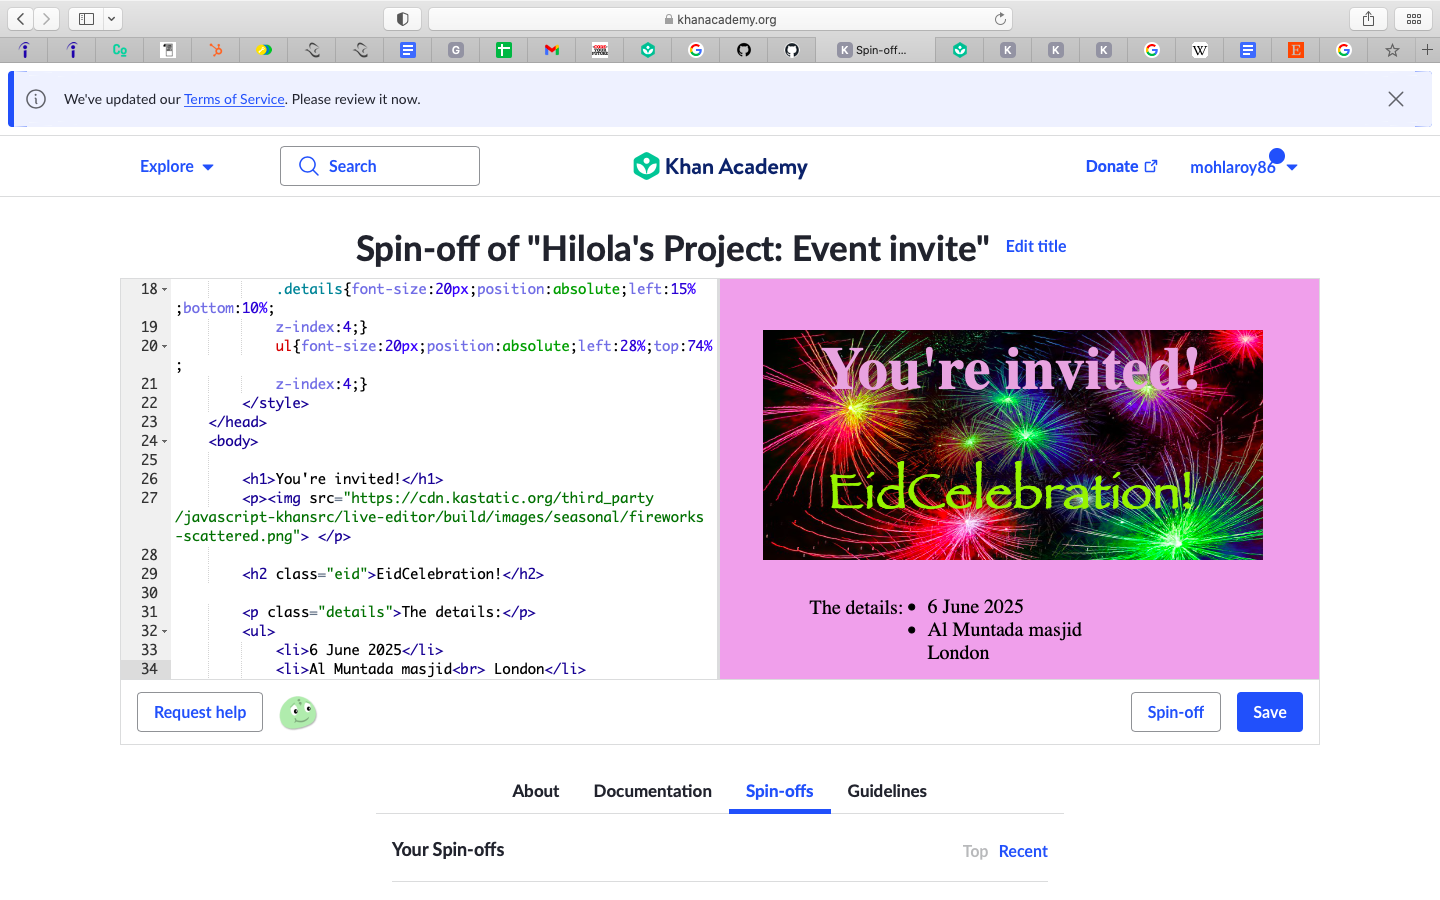 khanacademy.org
K Spin-off...
We've updated our Terms of Service. Please review it now.
Explore
Search
Khan Academy
Donate
mohlaroy86
Spin-off of "Hilola's Project: Event invite"
Edit title
18 .details{font-size:20px;position:absolute;left:15%
;bottom:10%;
19 z-index:4;}
20 ul{font-size:20px;position:absolute;left:28%;top:74%
;
21 z-index:4;}
22 </style>
23 </head>
24 <body>
25
26 <h1>You're invited!</h1>
27 <p><img src="https://cdn.kastatic.org/third_party
/javascript-khansrc/live-editor/build/images/seasonal/fireworks
-scattered.png"> </p>
28
29 <h2 class="eid">EidCelebration!</h2>
30
31 <p class="details">The details:</p>
32 <ul>
33 <li>6 June 2025</li>
34 <li>Al Muntada masjid<br> London</li>
You're invited!
EidCelebration!
The details: • 6 June 2025
• Al Muntada masjid
London
Request help
Spin-off
Save
About
Documentation
Spin-offs
Guidelines
Your Spin-offs
Top
Recent